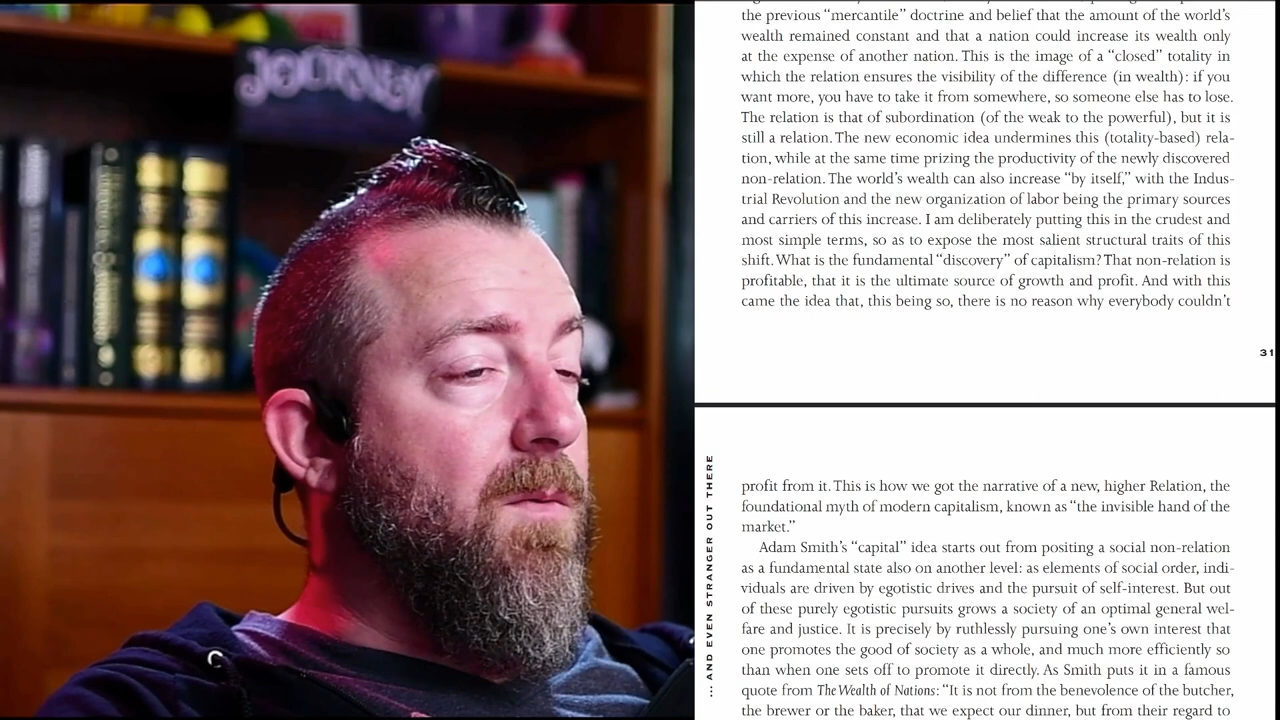 JOURNEY
the previous “mercantile” doctrine and belief that the amount of the world’s
wealth remained constant and that a nation could increase its wealth only
at the expense of another nation. This is the image of a “closed” totality in
which the relation ensures the visibility of the difference (in wealth): if you
want more, you have to take it from somewhere, so someone else has to lose.
The relation is that of subordination (of the weak to the powerful), but it is
still a relation. The new economic idea undermines this (totality-based) rela-
tion, while at the same time prizing the productivity of the newly discovered
non-relation. The world’s wealth can also increase “by itself,” with the Indus-
trial Revolution and the new organization of labor being the primary sources
and carriers of this increase. I am deliberately putting this in the crudest and
most simple terms, so as to expose the most salient structural traits of this
shift. What is the fundamental “discovery” of capitalism? That non-relation is
profitable, that it is the ultimate source of growth and profit. And with this
came the idea that, this being so, there is no reason why everybody couldn’t
31
... AND EVEN STRANGER OUT THERE
profit from it. This is how we got the narrative of a new, higher Relation, the
foundational myth of modern capitalism, known as “the invisible hand of the
market.”
Adam Smith’s “capital” idea starts out from positing a social non-relation
as a fundamental state also on another level: as elements of social order, indi-
viduals are driven by egotistic drives and the pursuit of self-interest. But out
of these purely egotistic pursuits grows a society of an optimal general wel-
fare and justice. It is precisely by ruthlessly pursuing one’s own interest that
one promotes the good of society as a whole, and much more efficiently so
than when one sets off to promote it directly. As Smith puts it in a famous
quote from The Wealth of Nations: “It is not from the benevolence of the butcher,
the brewer or the baker, that we expect our dinner, but from their regard to